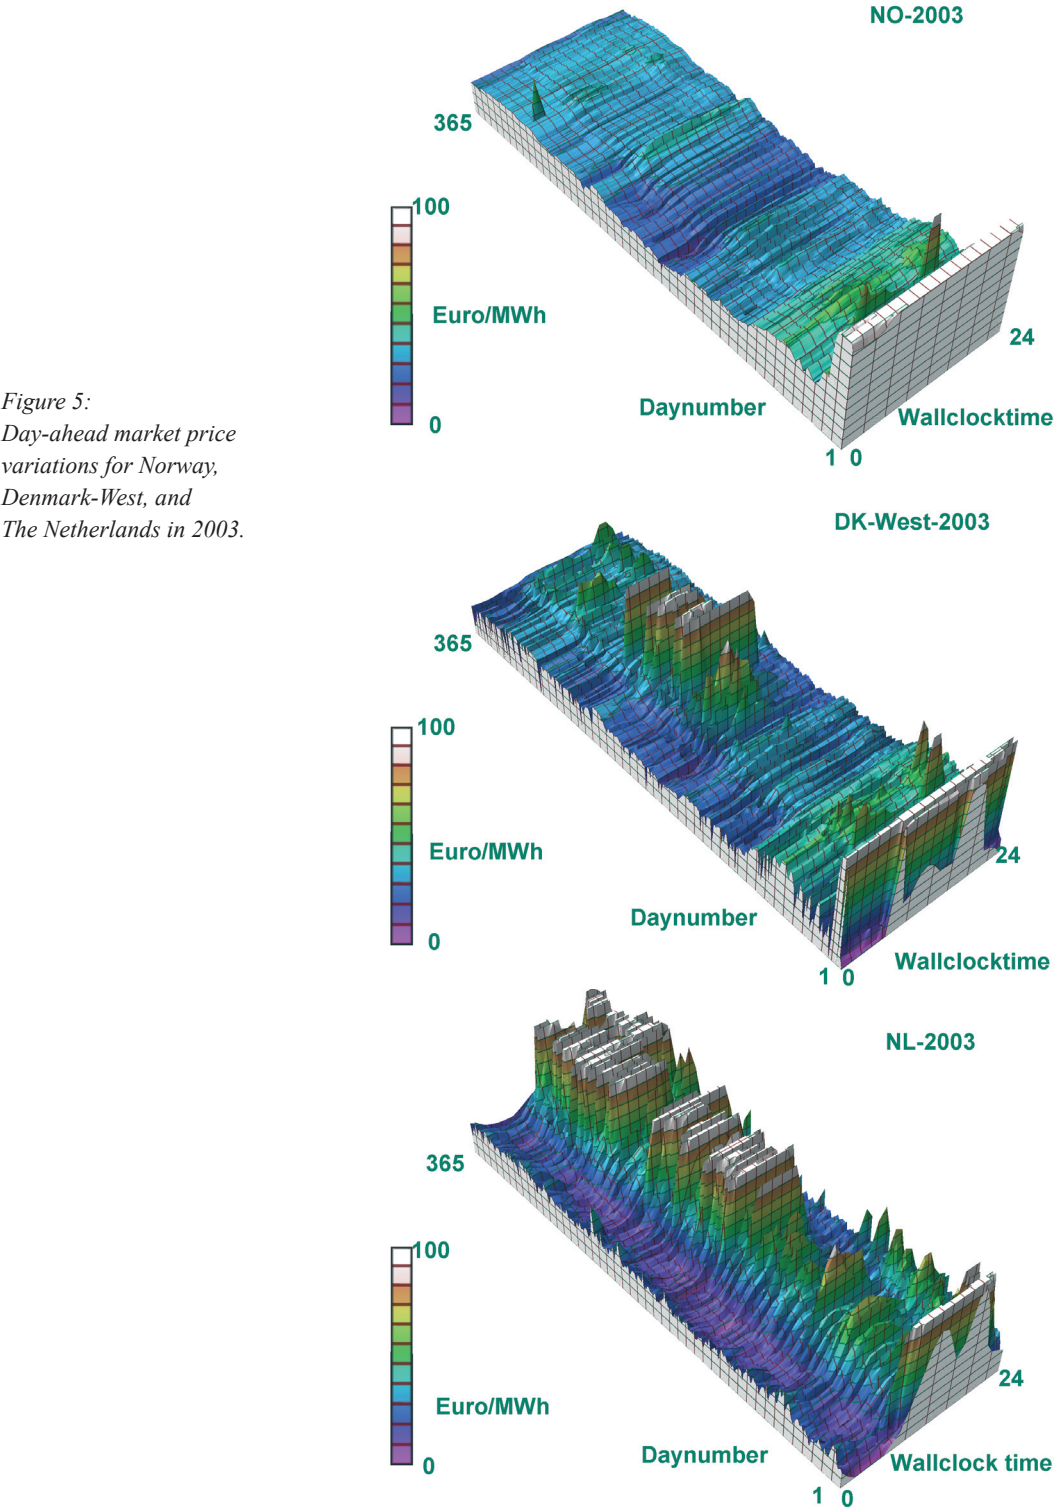 NO-2003
365
100
Euro/MWh
0
24
Daynumber
Wallclocktime
1 0
Figure 5:
Day-ahead market price
variations for Norway,
Denmark-West, and
The Netherlands in 2003.
DK-West-2003
365
100
Euro/MWh
0
24
Daynumber
Wallclocktime
1 0
NL-2003
365
100
Euro/MWh
0
24
Daynumber
Wallclock time
1 0